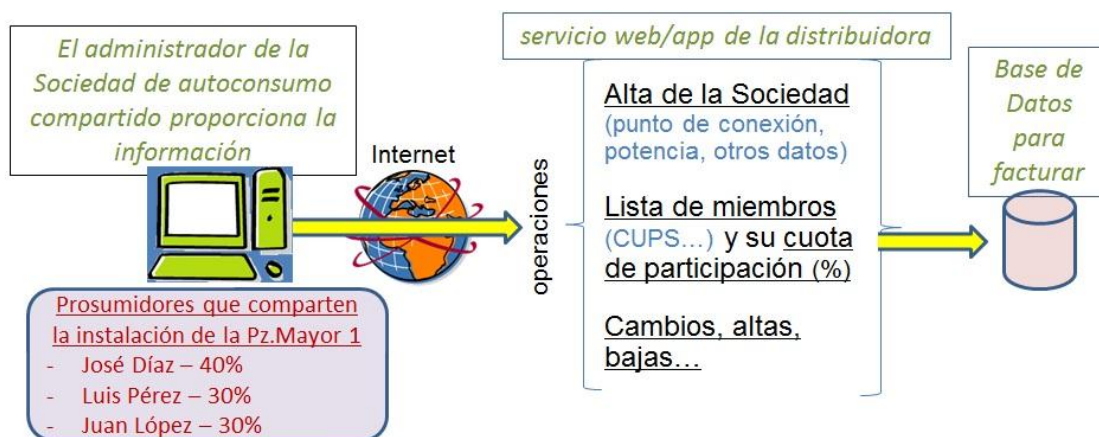 El administrador de la
Sociedad de autoconsumo
compartido proporciona la
información
Internet
Prosumidores que comparten
la instalación de la Pz.Mayor 1
- José Díaz – 40%
- Luis Pérez – 30%
- Juan López – 30%
servicio web/app de la distribuidora
operaciones
Alta de la Sociedad
(punto de conexión,
potencia, otros datos)
Lista de miembros
(CUPS...) y su cuota
de participación (%)
Cambios, altas,
bajas...
Base de
Datos
para
facturar